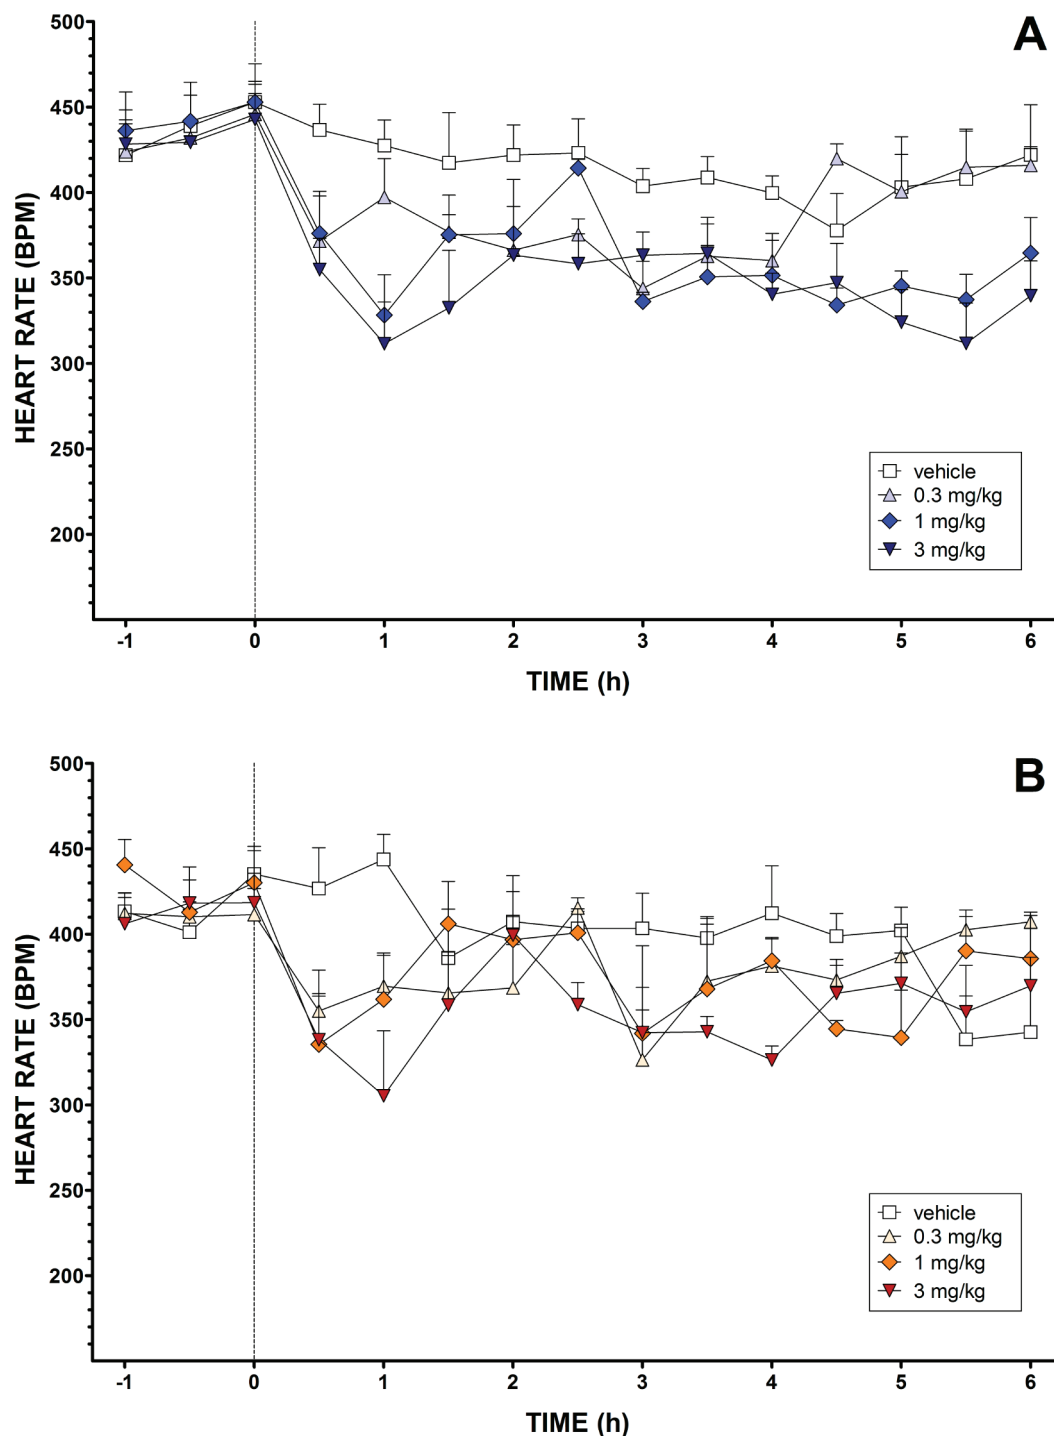 A
HEART RATE (BPM)
500
450
400
350
300
250
200
vehicle
0.3 mg/kg
1 mg/kg
3 mg/kg
-1 0 1 2 3 4 5 6
TIME (h)
B
HEART RATE (BPM)
500
450
400
350
300
250
200
vehicle
0.3 mg/kg
1 mg/kg
3 mg/kg
-1 0 1 2 3 4 5 6
TIME (h)